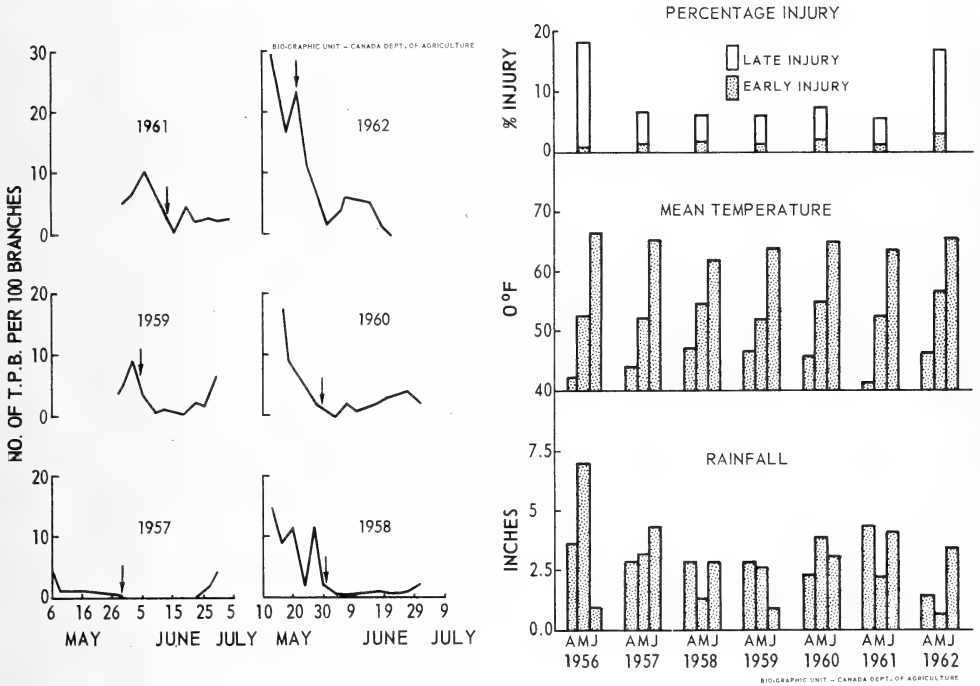 BIO-GRAPHIC UNIT – CANADA DEPT. OF AGRICULTURE
NO. OF T.P.B. PER 100 BRANCHES
30
20
10
0
1961
1962
20
10
0
1959
1960
20
10
0
1957
1958
6 16 26 5 15 25 5
MAY JUNE JULY
10 20 30 9 19 29 9
MAY JUNE JULY
PERCENTAGE INJURY
% INJURY
20
10
0
LATE INJURY
EARLY INJURY
MEAN TEMPERATURE
0°F
70
60
50
40
RAINFALL
INCHES
7.5
5
2.5
0.0
AMJ AMJ AMJ AMJ AMJ AMJ AMJ
1956 1957 1958 1959 1960 1961 1962
BIO-GRAPHIC UNIT – CANADA DEPT. OF AGRICULTURE